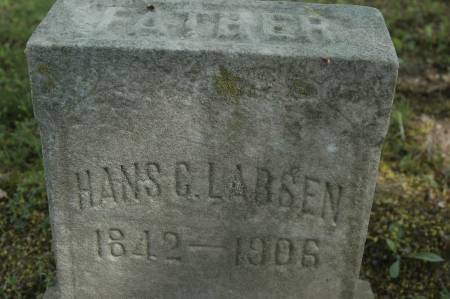 FATHER
HANS C. LARSEN
1842—1906